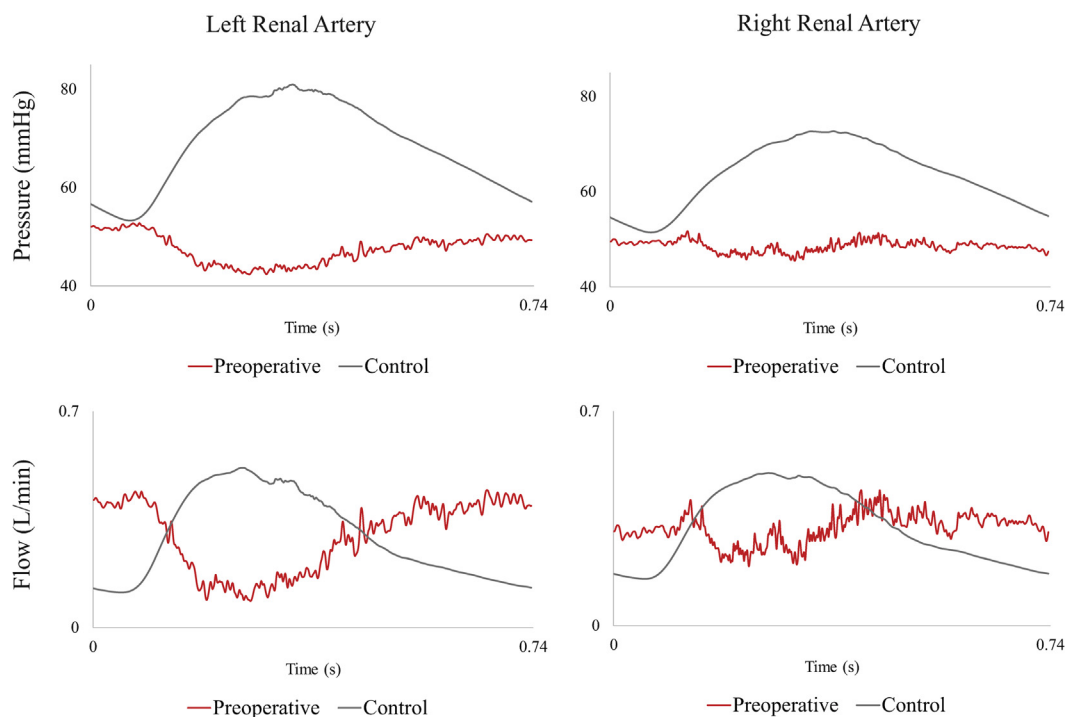 Left Renal Artery
Right Renal Artery
Pressure (mmHg)
80
60
40
0
0.74
Time (s)
Preoperative
Control
80
60
40
0
0.74
Time (s)
Preoperative
Control
Flow (L/min)
0.7
0
0
0.74
Time (s)
Preoperative
Control
0.7
0
0
0.74
Time (s)
Preoperative
Control